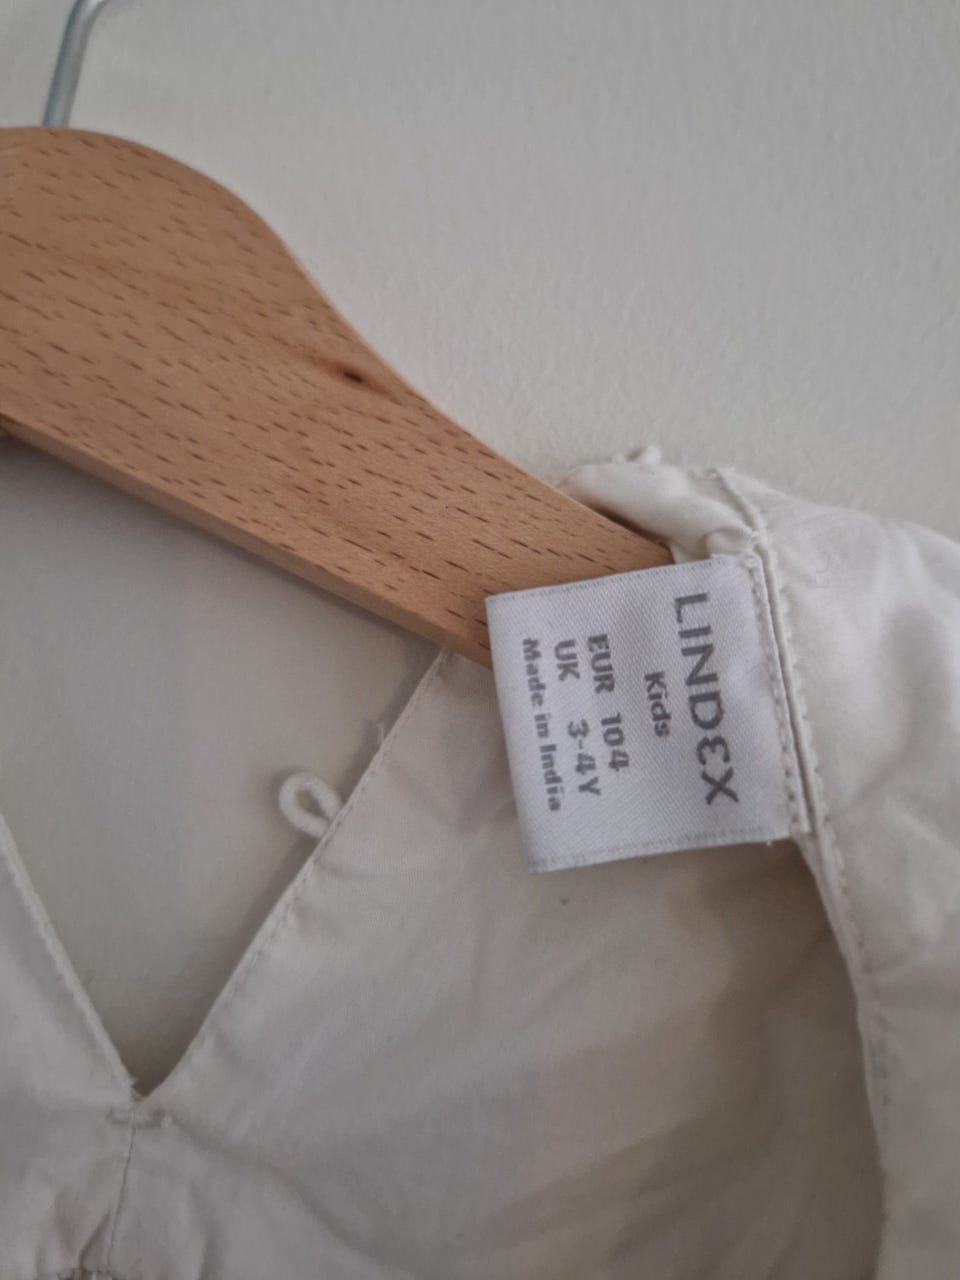 LINDEX
Kids
EUR 104
UK 3-4Y
Made in India